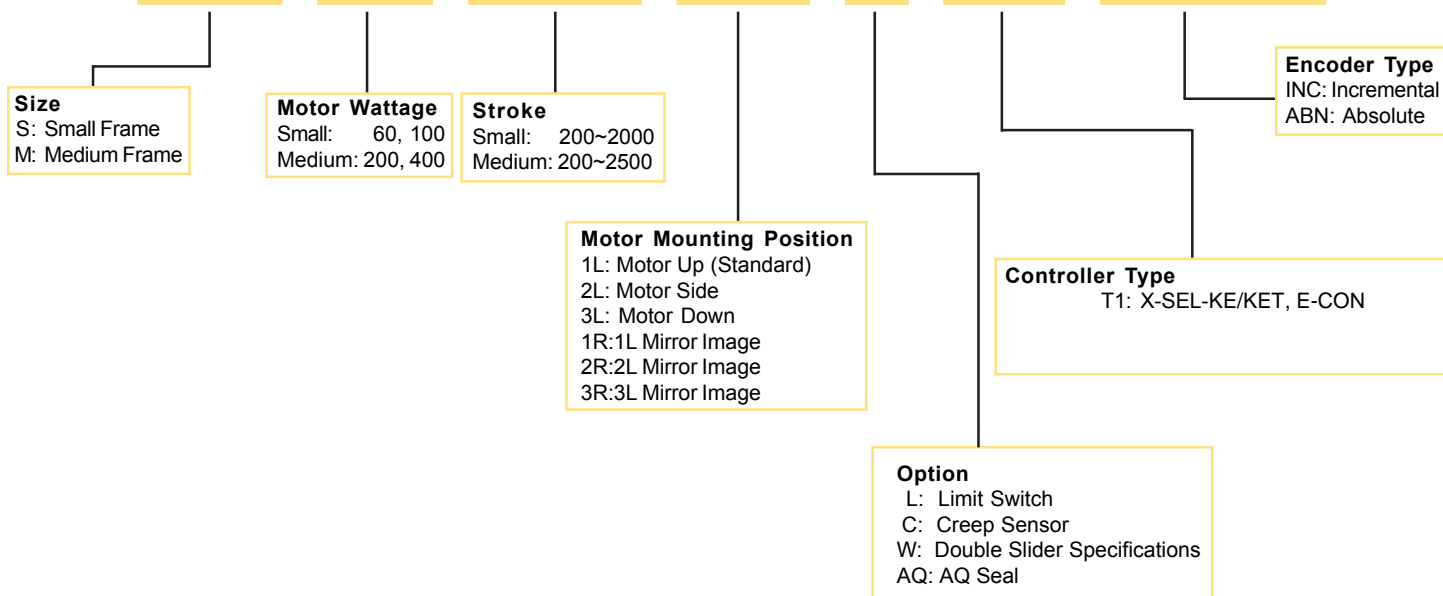 Encoder Type
INC: Incremental
ABN: Absolute
Size
S: Small Frame
M: Medium Frame
Motor Wattage
Small: 60, 100
Medium: 200, 400
Stroke
Small: 200~2000
Medium: 200~2500
Motor Mounting Position
1L: Motor Up (Standard)
2L: Motor Side
3L: Motor Down
1R:1L Mirror Image
2R:2L Mirror Image
3R:3L Mirror Image
Controller Type
T1: X-SEL-KE/KET, E-CON
Option
L: Limit Switch
C: Creep Sensor
W: Double Slider Specifications
AQ: AQ Seal